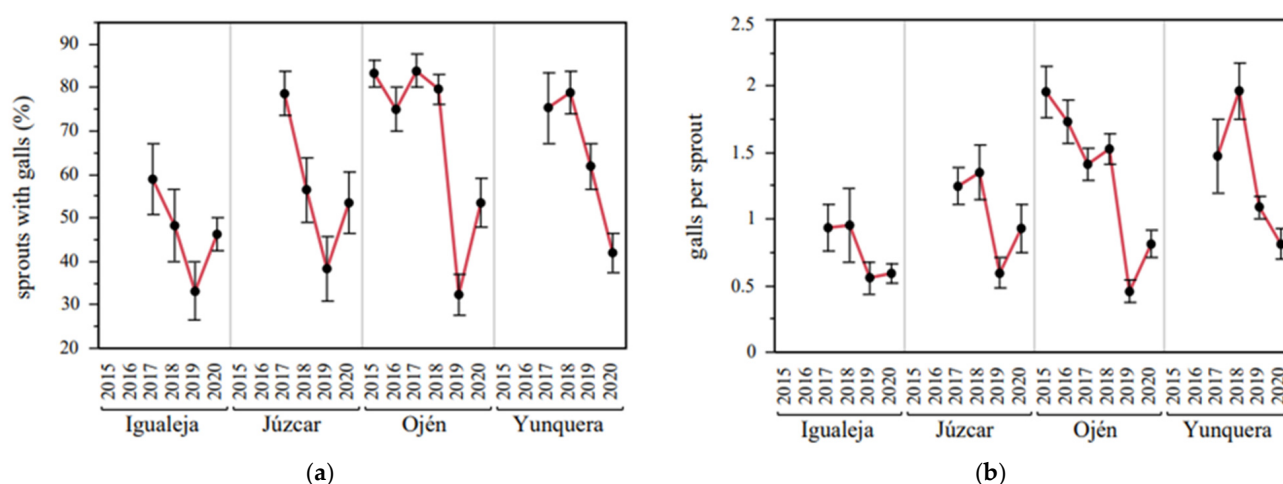 sprouts with galls (%)
90
80
70
60
50
40
30
20
2015 2016 2017 2018 2019 2020 2015 2016 2017 2018 2019 2020 2015 2016 2017 2018 2019 2020 2015 2016 2017 2018 2019 2020
Igualeja Júzcar Ojén Yunquera
(a)
galls per sprout
2.5
2
1.5
1
0.5
0
2015 2016 2017 2018 2019 2020 2015 2016 2017 2018 2019 2020 2015 2016 2017 2018 2019 2020 2015 2016 2017 2018 2019 2020
Igualeja Júzcar Ojén Yunquera
(b)